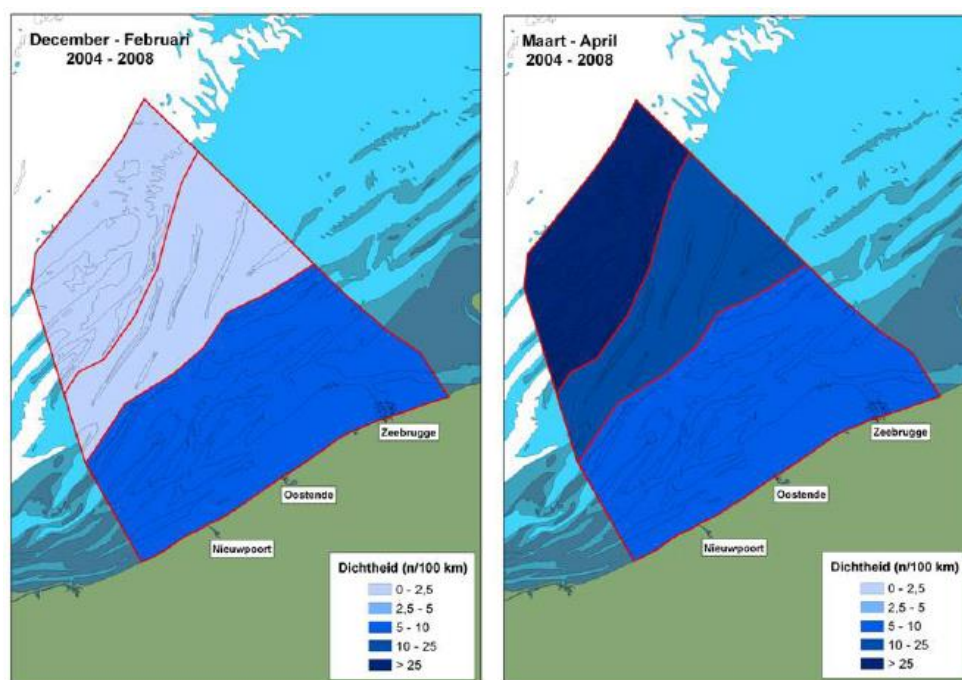 December - Februari
2004 - 2008
Zeebrugge
Oostende
Nieuwpoort
Dichtheid (n/100 km)
0 - 2,5
2,5 - 5
5 - 10
10 - 25
> 25
Maart - April
2004 - 2008
Zeebrugge
Oostende
Nieuwpoort
Dichtheid (n/100 km)
0 - 2,5
2,5 - 5
5 - 10
10 - 25
> 25